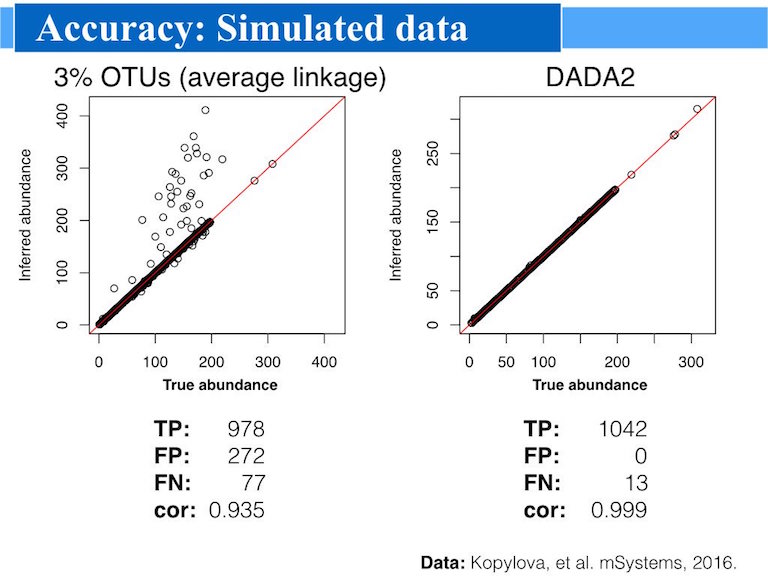 Accuracy: Simulated data
3% OTUs (average linkage)
Inferred abundance
400
300
200
100
0
0 100 200 300 400
True abundance
TP: 978
FP: 272
FN: 77
cor: 0.935
DADA2
Inferred abundance
250
150
50
0
0 50 100 200 300
True abundance
TP: 1042
FP: 0
FN: 13
cor: 0.999
Data: Kopylova, et al. mSystems, 2016.